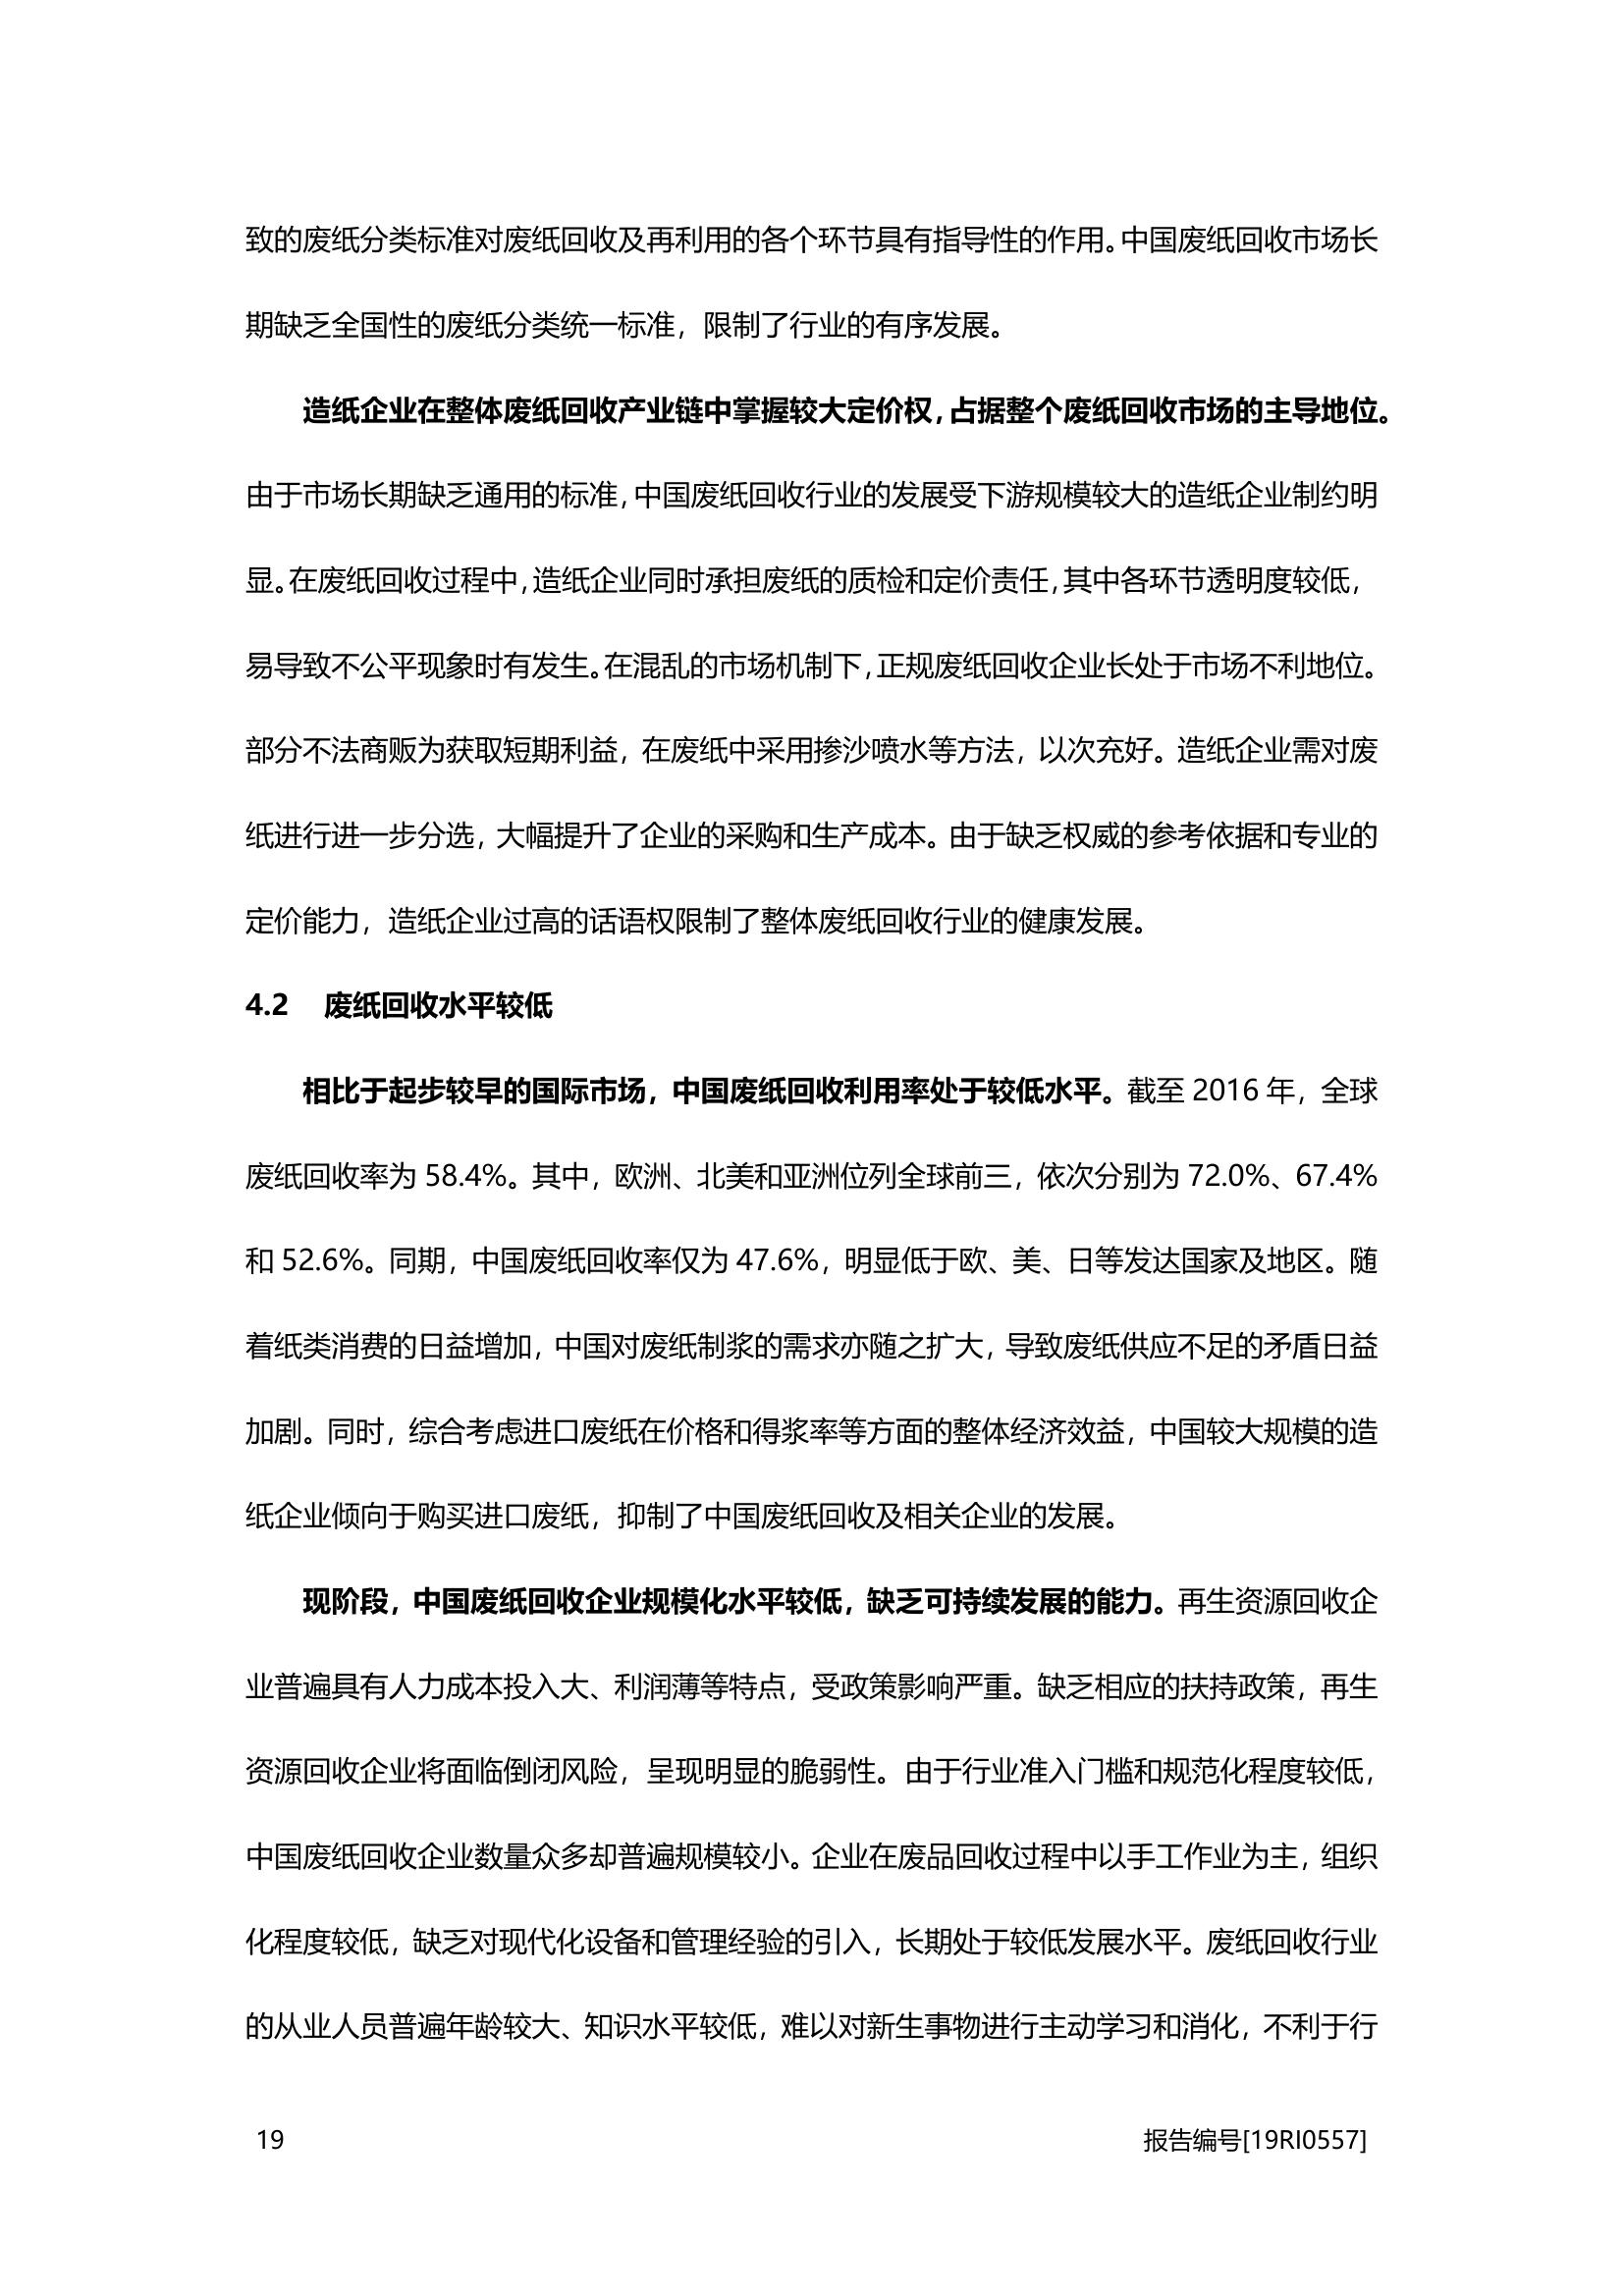 致的废纸分类标准对废纸回收及再利用的各个环节具有指导性的作用。中国废纸回收市场长
期缺乏全国性的废纸分类统一标准，限制了行业的有序发展。
造纸企业在整体废纸回收产业链中掌握较大定价权，占据整个废纸回收市场的主导地位。
由于市场长期缺乏通用的标准，中国废纸回收行业的发展受下游规模较大的造纸企业制约明
显。在废纸回收过程中，造纸企业同时承担废纸的质检和定价责任，其中各环节透明度较低，
易导致不公平现象时有发生。在混乱的市场机制下，正规废纸回收企业长处于市场不利地位。
部分不法商贩为获取短期利益，在废纸中采用掺沙喷水等方法，以次充好。造纸企业需对废
纸进行进一步分选，大幅提升了企业的采购和生产成本。由于缺乏权威的参考依据和专业的
定价能力，造纸企业过高的话语权限制了整体废纸回收行业的健康发展。
4.2 废纸回收水平较低
相比于起步较早的国际市场，中国废纸回收利用率处于较低水平。截至 2016 年，全球
废纸回收率为 58.4%。其中，欧洲、北美和亚洲位列全球前三，依次分别为 72.0%、67.4%
和 52.6%。同期，中国废纸回收率仅为 47.6%，明显低于欧、美、日等发达国家及地区。随
着纸类消费的日益增加，中国对废纸制浆的需求亦随之扩大，导致废纸供应不足的矛盾日益
加剧。同时，综合考虑进口废纸在价格和得浆率等方面的整体经济效益，中国较大规模的造
纸企业倾向于购买进口废纸，抑制了中国废纸回收及相关企业的发展。
现阶段，中国废纸回收企业规模化水平较低，缺乏可持续发展的能力。再生资源回收企
业普遍具有人力成本投入大、利润薄等特点，受政策影响严重。缺乏相应的扶持政策，再生
资源回收企业将面临倒闭风险，呈现明显的脆弱性。由于行业准入门槛和规范化程度较低，
中国废纸回收企业数量众多却普遍规模较小。企业在废品回收过程中以手工作业为主，组织
化程度较低，缺乏对现代化设备和管理经验的引入，长期处于较低发展水平。废纸回收行业
的从业人员普遍年龄较大、知识水平较低，难以对新生事物进行主动学习和消化，不利于行
19 报告编号[19RI0557]